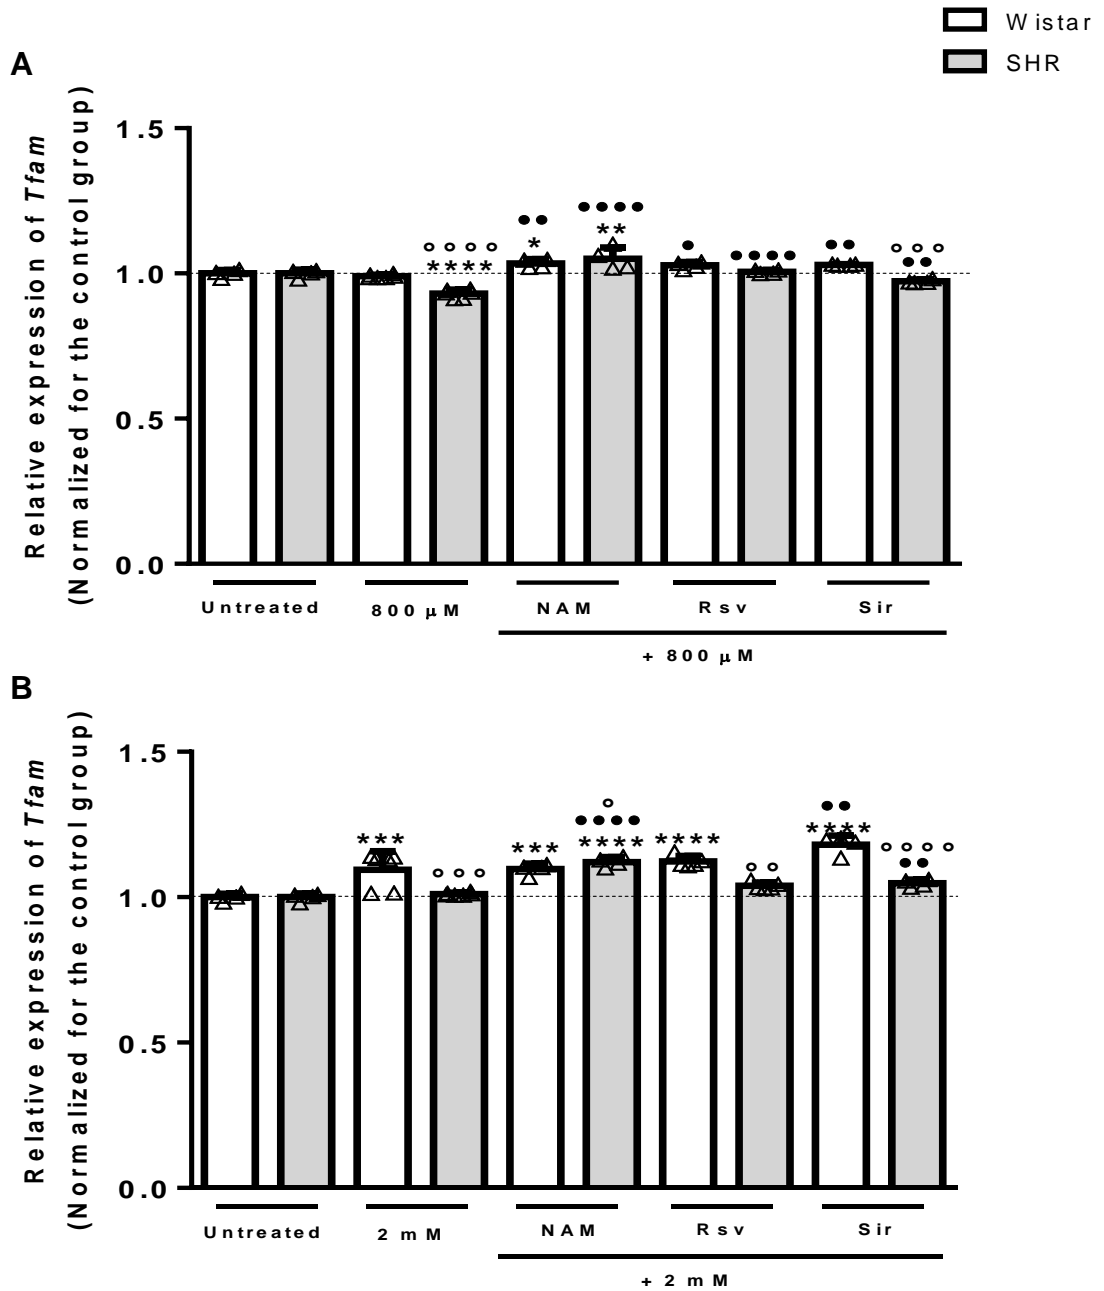 Wistar
SHR
A
Relative expression of Tfam
(Normalized for the control group)
1.5
1.0
0.5
0.0
**
*
****
*
Untreated
800 µM
NAM
Rsv
Sir
+ 800 µM
B
Relative expression of Tfam
(Normalized for the control group)
1.5
1.0
0.5
0.0
***
***
****
****
****
Untreated
2 mM
NAM
Rsv
Sir
+ 2 mM